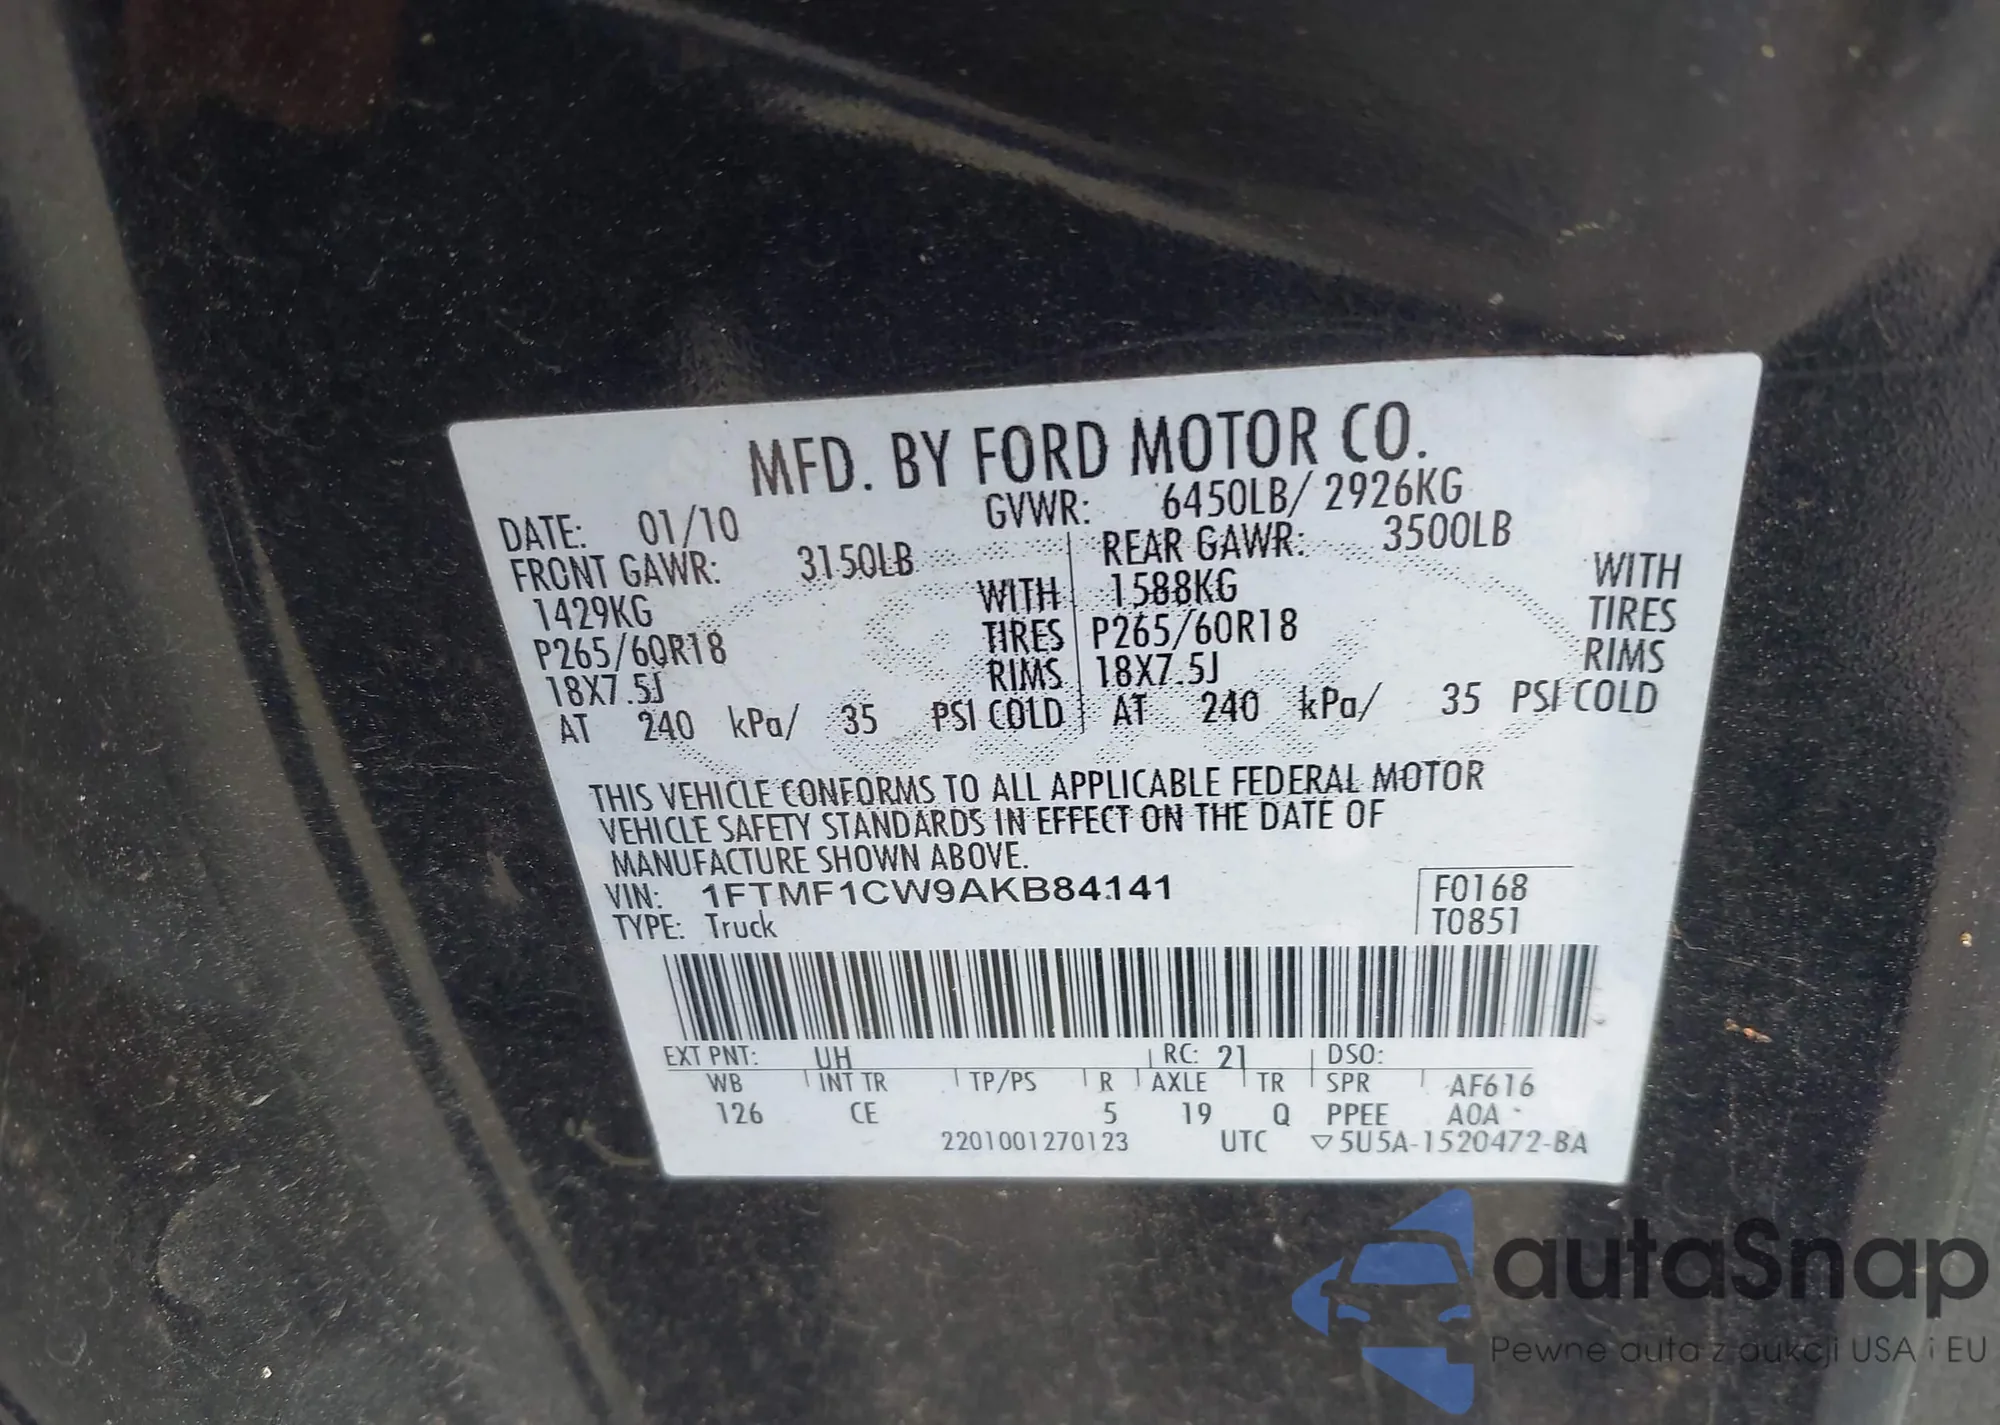 MFD. BY FORD MOTOR CO.
DATE: 01/10 GVWR: 6450LB/ 2926KG
FRONT GAWR: 3150LB REAR GAWR: 3500LB
1429KG WITH 1588KG WITH
P265/60R18 TIRES P265/60R18 TIRES
18X7.5J RIMS 18X7.5J RIMS
AT 240 kPa/ 35 PSI COLD AT 240 kPa/ 35 PSI COLD
THIS VEHICLE CONFORMS TO ALL APPLICABLE FEDERAL MOTOR
VEHICLE SAFETY STANDARDS IN EFFECT ON THE DATE OF
MANUFACTURE SHOWN ABOVE.
VIN: 1FTMF1CW9AKB84141 F0168
TYPE: Truck T0851
EXT PNT: UH RC: 21 DSO:
WB INT TR TP/PS R AXLE TR SPR AF616
126 CE 5 19 Q PPEE A0A
2201001270123 UTC ▽5U5A-1520472-BA
autaSnap
Pewne auta z aukcji USA i EU